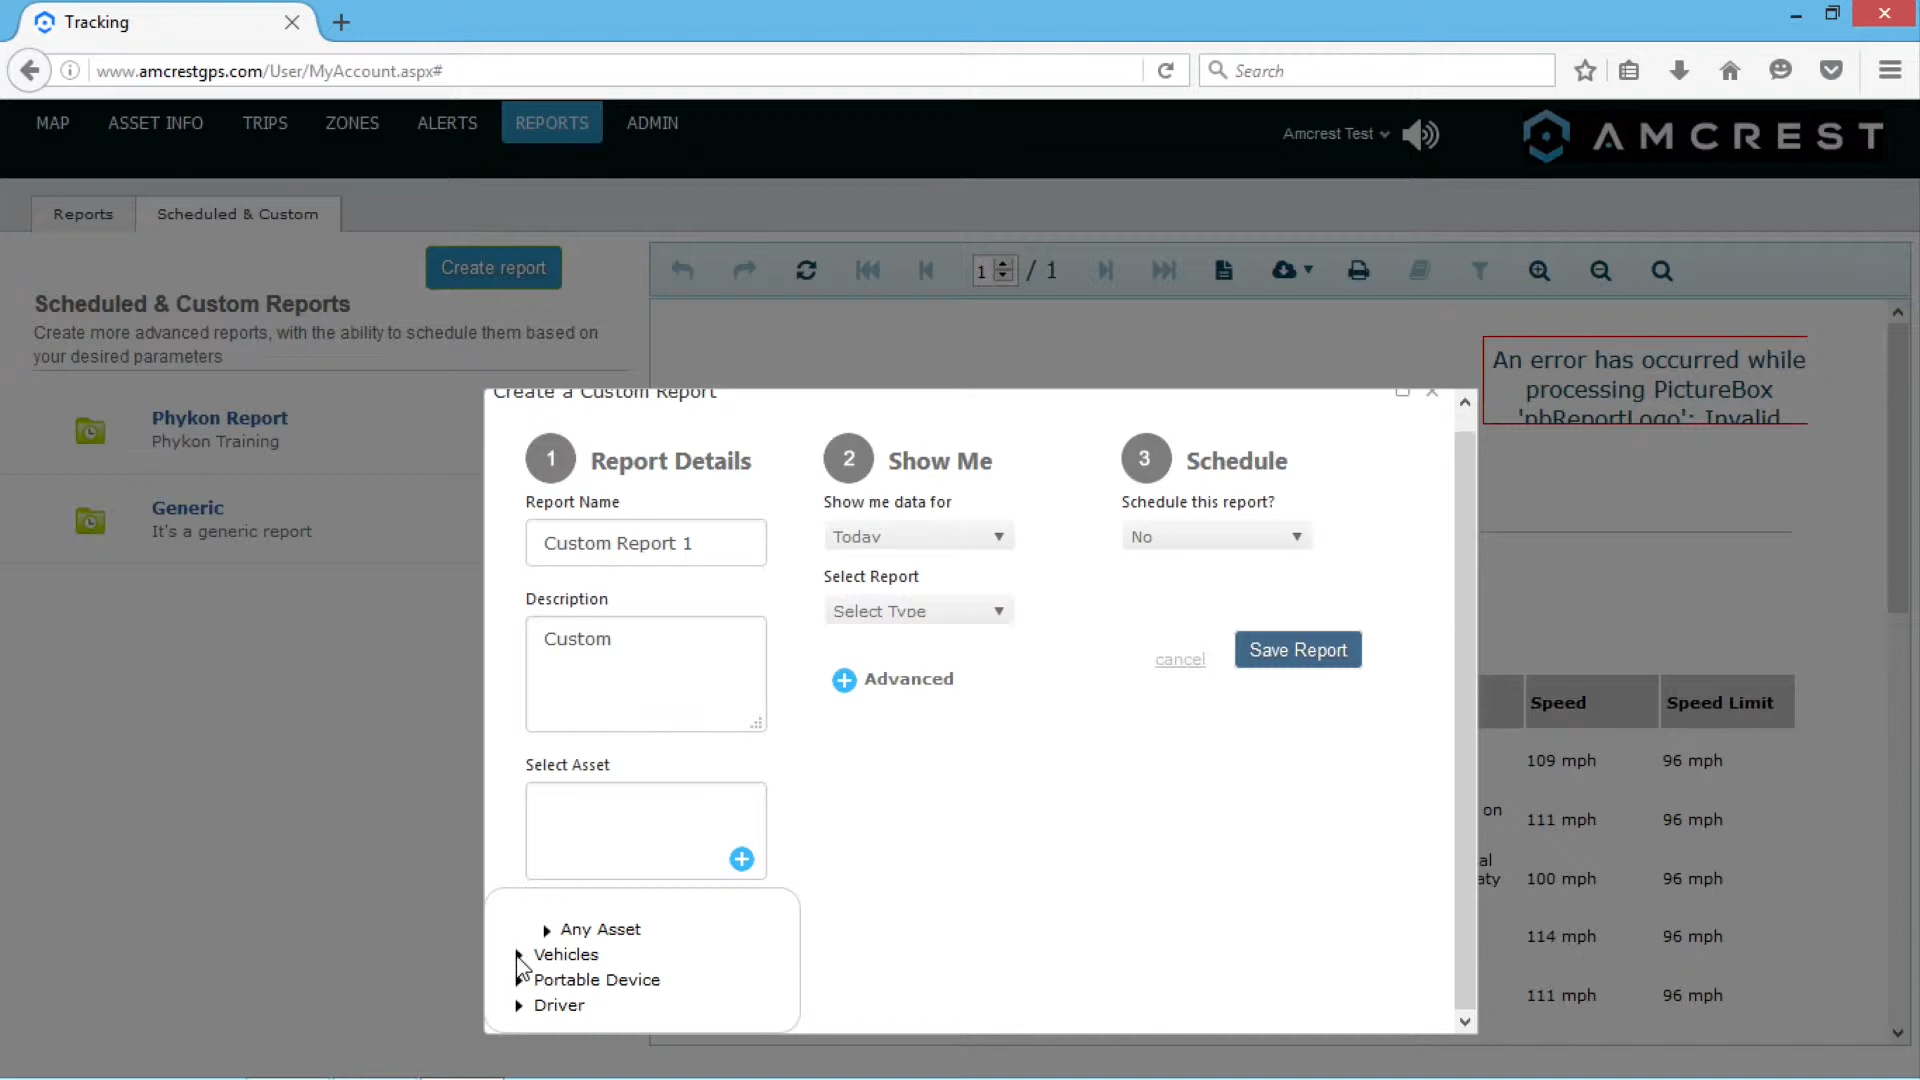 Tracking
www.amcrestgps.com/User/MyAccount.aspx#
Search
MAP
ASSET INFO
TRIPS
ZONES
ALERTS
REPORTS
ADMIN
Amcrest Test
AMCREST
Reports
Scheduled & Custom
Create report
1 / 1
Scheduled & Custom Reports
Create more advanced reports, with the ability to schedule them based on
your desired parameters
Phykon Report
Phykon Training
Generic
It's a generic report
An error has occurred while
processing PictureBox
'pbReportLogo': Invalid
Create a Custom Report
1 Report Details
Report Name
Custom Report 1
Description
Custom
Select Asset
Any Asset
Vehicles
Portable Device
Driver
2 Show Me
Show me data for
Today
Select Report
Select Type
Advanced
3 Schedule
Schedule this report?
No
cancel
Save Report
Speed
Speed Limit
109 mph
96 mph
on
111 mph
96 mph
al
aty
100 mph
96 mph
114 mph
96 mph
111 mph
96 mph